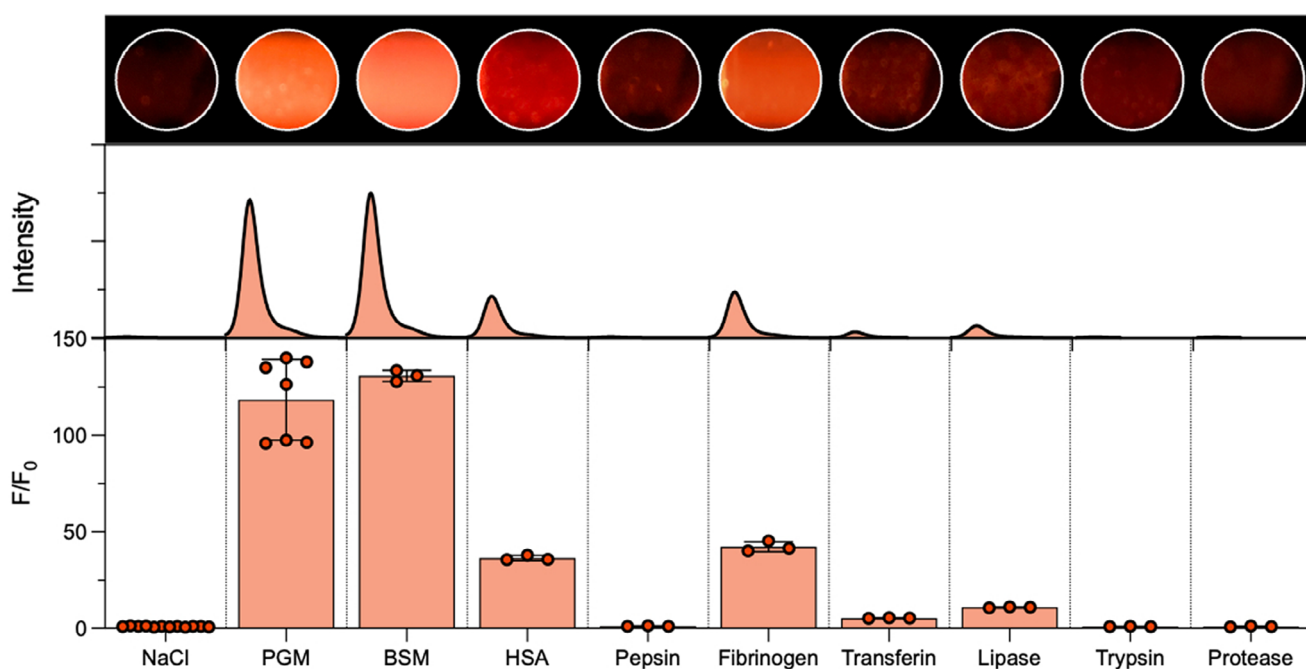 Intensity
150
100
50
0
F/F0
NaCl PGM BSM HSA Pepsin Fibrinogen Transferin Lipase Trypsin Protease